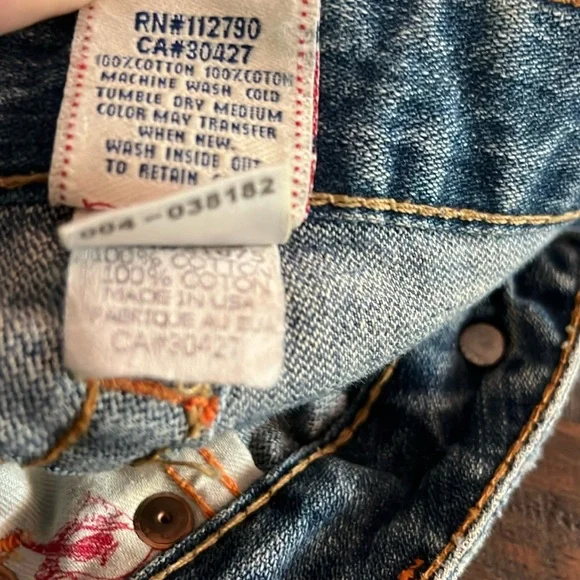 RN#112790
CA#30427
100%COTTON 100%COTON
MACHINE WASH COLD
TUMBLE DRY MEDIUM
COLOR MAY TRANSFER
WHEN NEW.
WASH INSIDE OUT
TO RETAIN
004-038182
100% COTTON
100% COTON
MADE IN USA
FABRIQUE AU E.U.
CA#30427